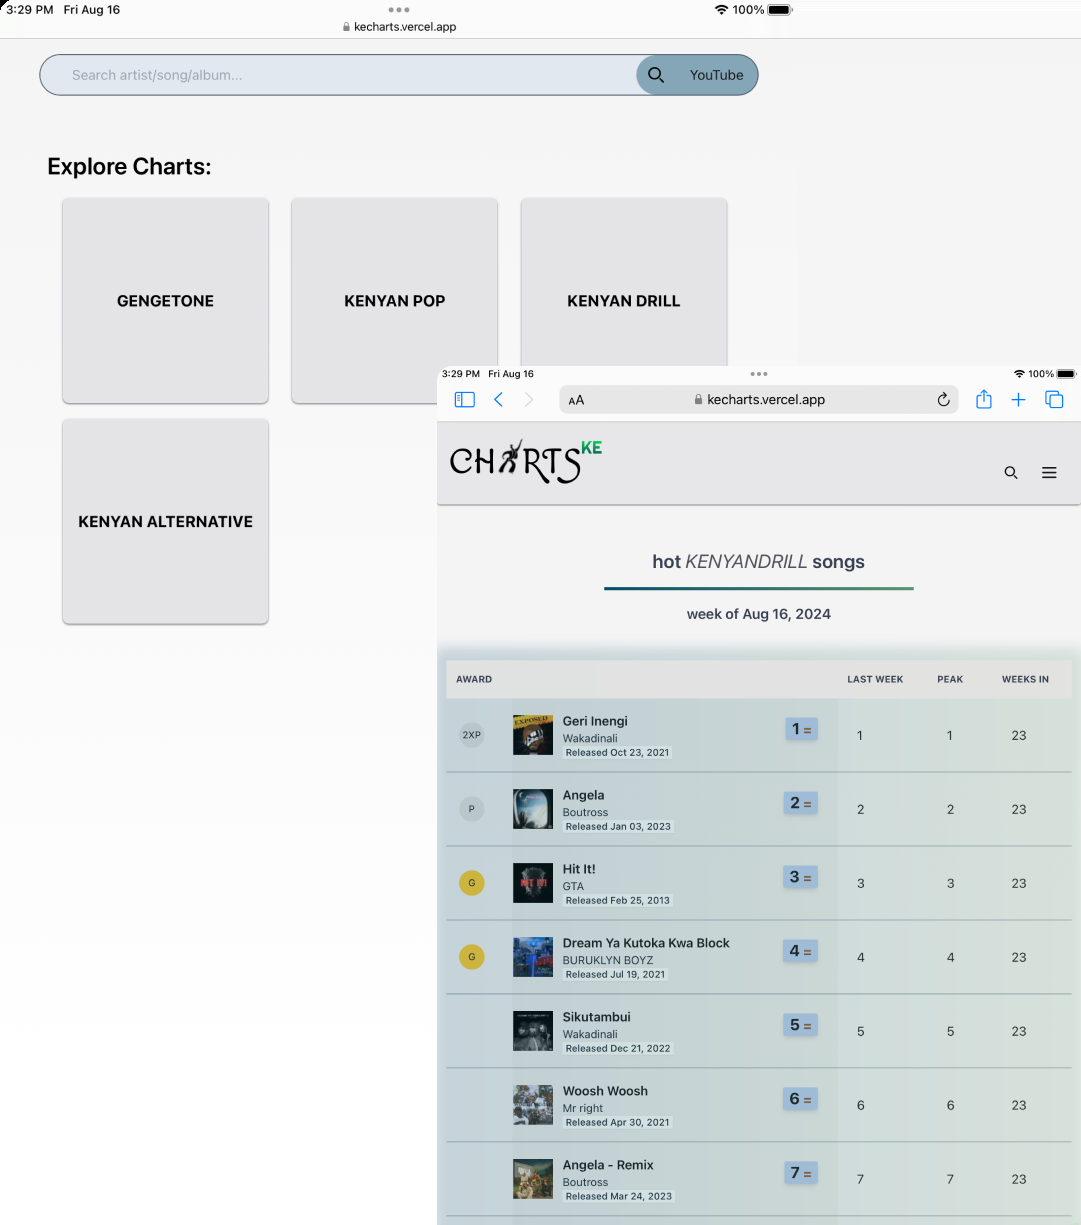 3:29 PM Fri Aug 16
100%
kecharts.vercel.app
Search artist/song/album...
YouTube
Explore Charts:
GENGETONE
KENYAN POP
KENYAN DRILL
KENYAN ALTERNATIVE
3:29 PM Fri Aug 16
100%
AA
kecharts.vercel.app
CHARTS KE
hot KENYANDRILL songs
week of Aug 16, 2024
AWARD LAST WEEK PEAK WEEKS IN
Geri Inengi
2XP Wakadinali 1 = 1 1 23
Released Oct 23, 2021
Angela
P Boutross 2 = 2 2 23
Released Jan 03, 2023
Hit It!
G GTA 3 = 3 3 23
Released Feb 25, 2013
Dream Ya Kutoka Kwa Block
G BURUKLYN BOYZ 4 = 4 4 23
Released Jul 19, 2021
Sikutambui
Wakadinali 5 = 5 5 23
Released Dec 21, 2022
Woosh Woosh
Mr right 6 = 6 6 23
Released Apr 30, 2021
Angela - Remix
Boutross 7 = 7 7 23
Released Mar 24, 2023
EXPOSED
HIT IT!